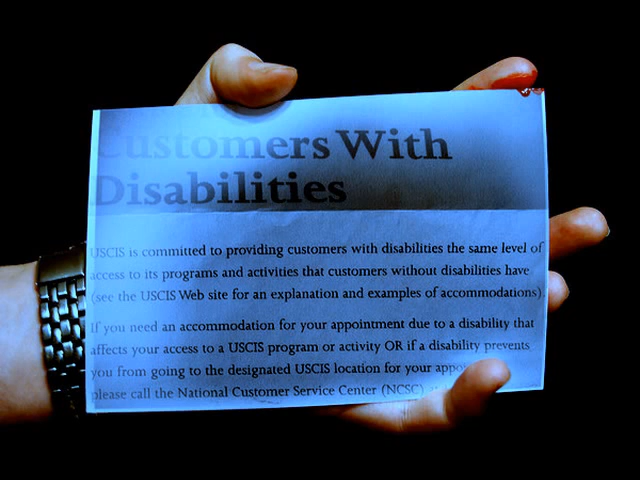 Customers With
Disabilities
USCIS is committed to providing customers with disabilities the same level of
access to its programs and activities that customers without disabilities have
(see the USCIS Web site for an explanation and examples of accommodations).
If you need an accommodation for your appointment due to a disability that
affects your access to a USCIS program or activity OR if a disability prevents
you from going to the designated USCIS location for your
please call the National Customer Service Center (NCSC)